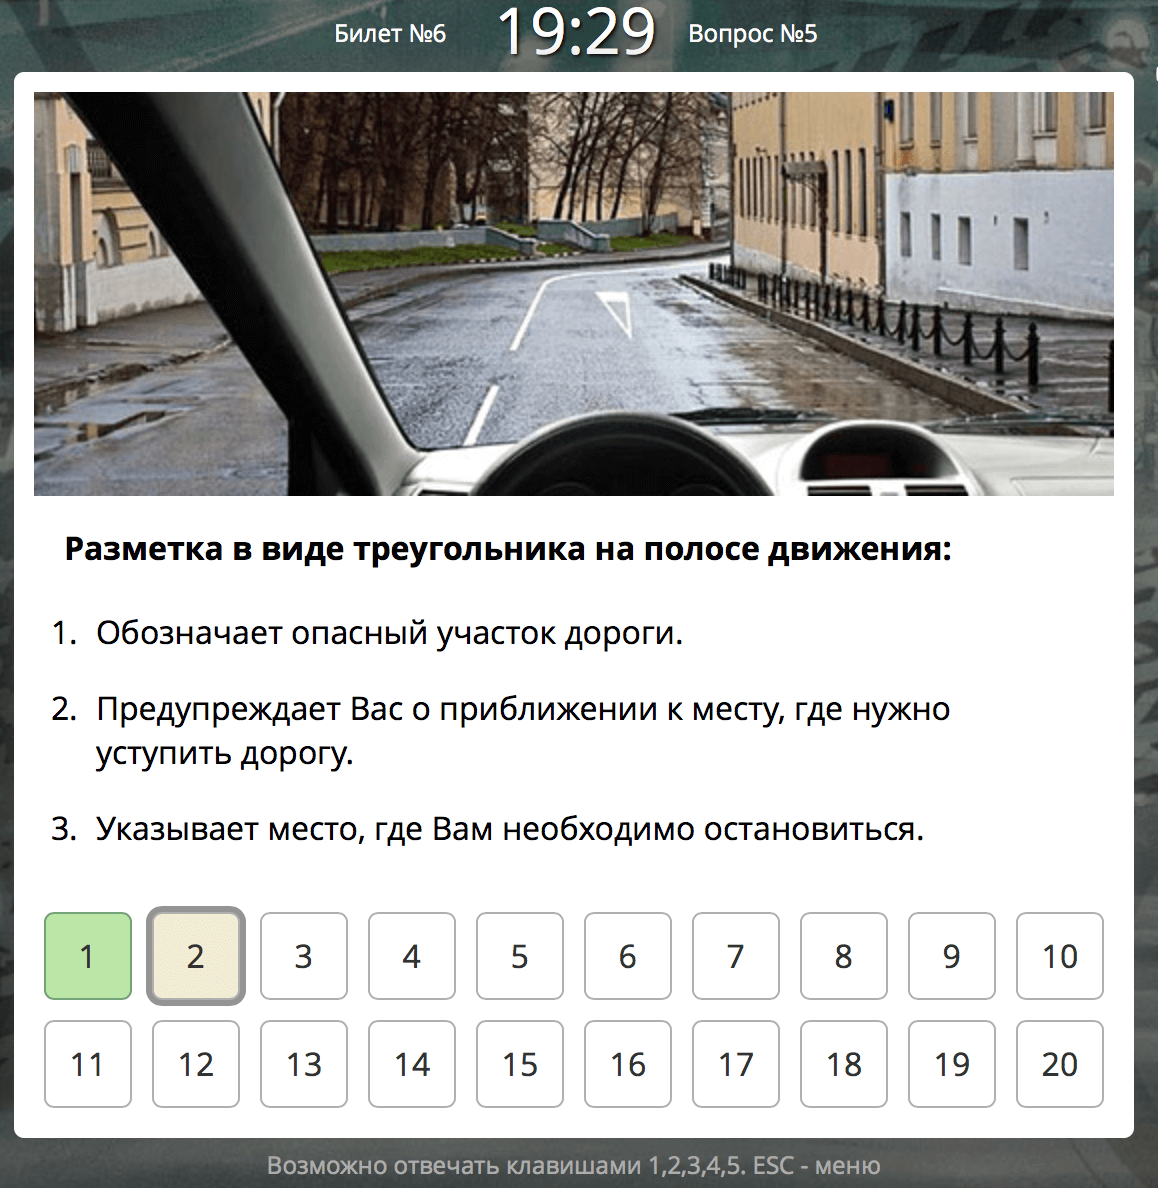 Билет №6 19:29 Вопрос №5
Разметка в виде треугольника на полосе движения:
1. Обозначает опасный участок дороги.
2. Предупреждает Вас о приближении к месту, где нужно
уступить дорогу.
3. Указывает место, где Вам необходимо остановиться.
1 2 3 4 5 6 7 8 9 10
11 12 13 14 15 16 17 18 19 20
Возможно отвечать клавишами 1,2,3,4,5. ESC - меню